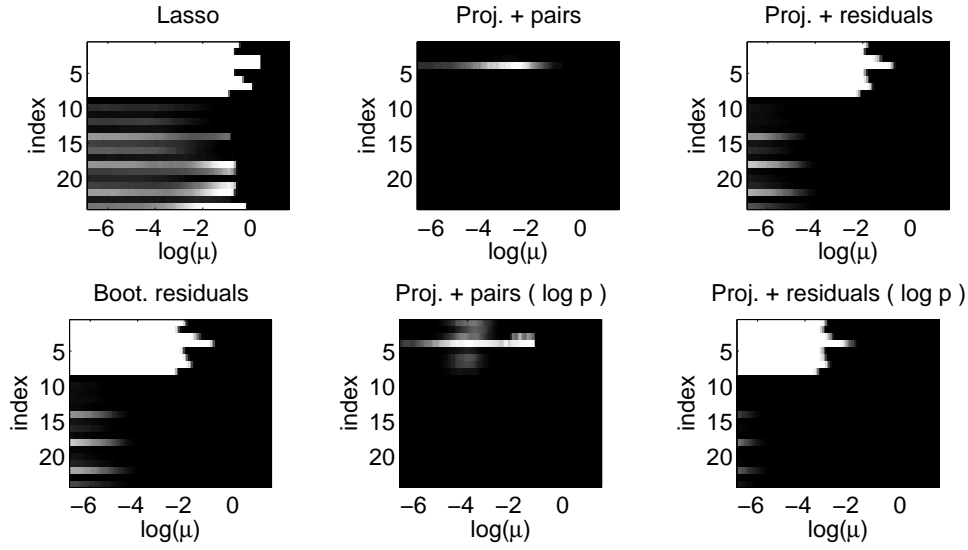 Lasso
Proj. + pairs
Proj. + residuals
index
5
10
15
20
−6 −4 −2 0
log(μ)
index
5
10
15
20
−6 −4 −2 0
log(μ)
index
5
10
15
20
−6 −4 −2 0
log(μ)
Boot. residuals
Proj. + pairs ( log p )
Proj. + residuals ( log p )
index
5
10
15
20
−6 −4 −2 0
log(μ)
index
5
10
15
20
−6 −4 −2 0
log(μ)
index
5
10
15
20
−6 −4 −2 0
log(μ)